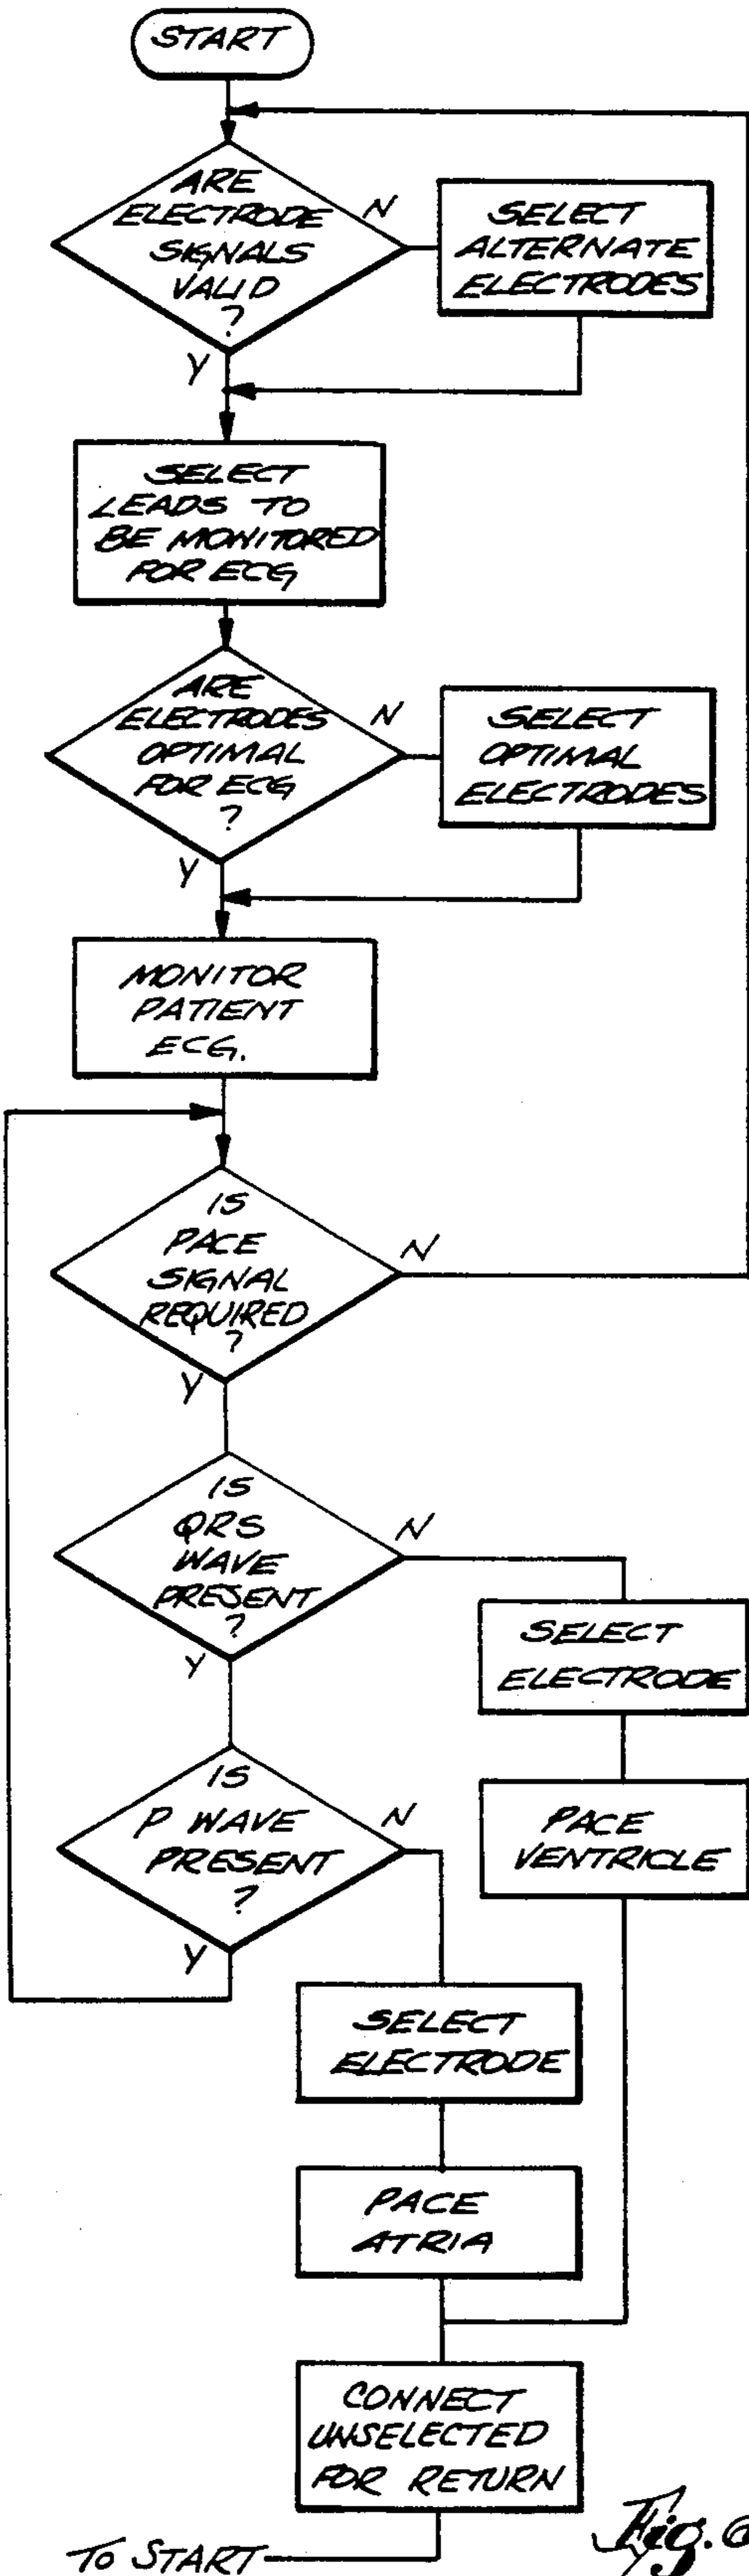 START
ARE
ELECTRODE
SIGNALS
VALID
?
N
Y
SELECT
ALTERNATE
ELECTRODES
SELECT
LEADS TO
BE MONITORED
FOR ECG
ARE
ELECTRODES
OPTIMAL
FOR ECG
?
N
Y
SELECT
OPTIMAL
ELECTRODES
MONITOR
PATIENT
ECG.
IS
PACE
SIGNAL
REQUIRED
?
N
Y
IS
QRS
WAVE
PRESENT
?
N
Y
SELECT
ELECTRODE
PACE
VENTRICLE
IS
P WAVE
PRESENT
?
N
Y
SELECT
ELECTRODE
PACE
ATRIA
CONNECT
UNSELECTED
FOR RETURN
TO START
Fig. 6